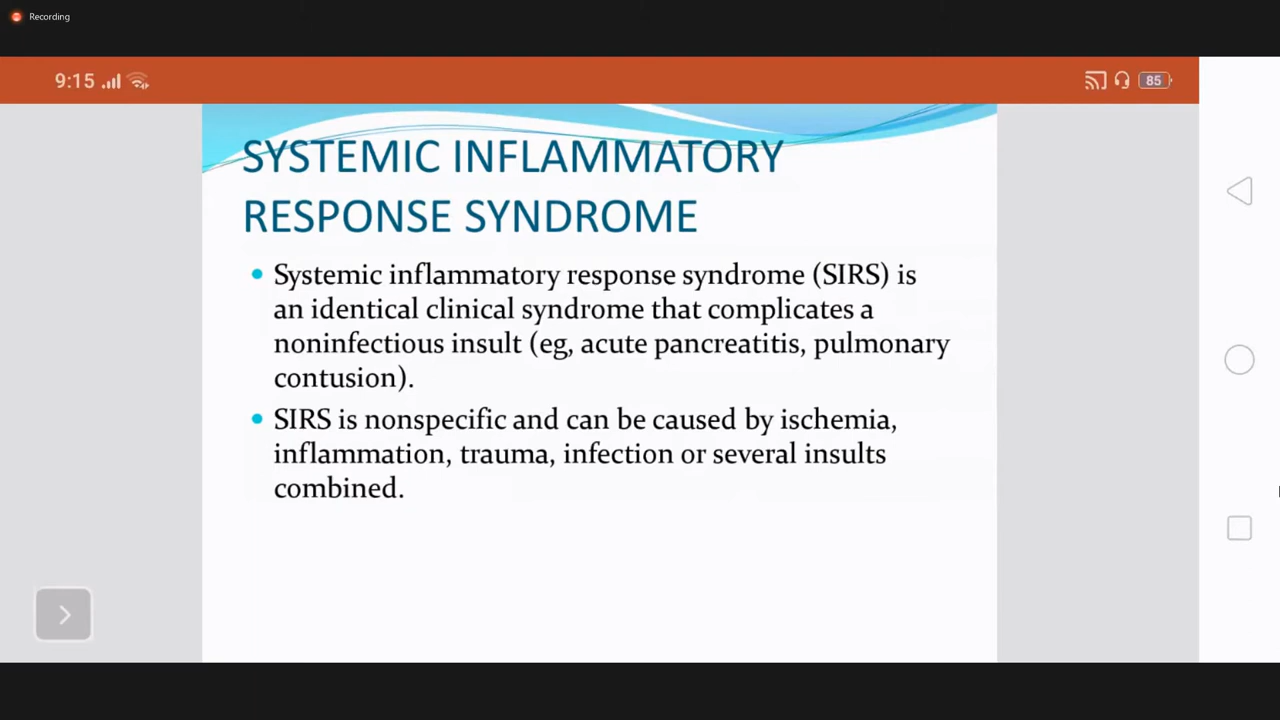 Recording
9:15
85
SYSTEMIC INFLAMMATORY
RESPONSE SYNDROME
• Systemic inflammatory response syndrome (SIRS) is
an identical clinical syndrome that complicates a
noninfectious insult (eg, acute pancreatitis, pulmonary
contusion).
• SIRS is nonspecific and can be caused by ischemia,
inflammation, trauma, infection or several insults
combined.